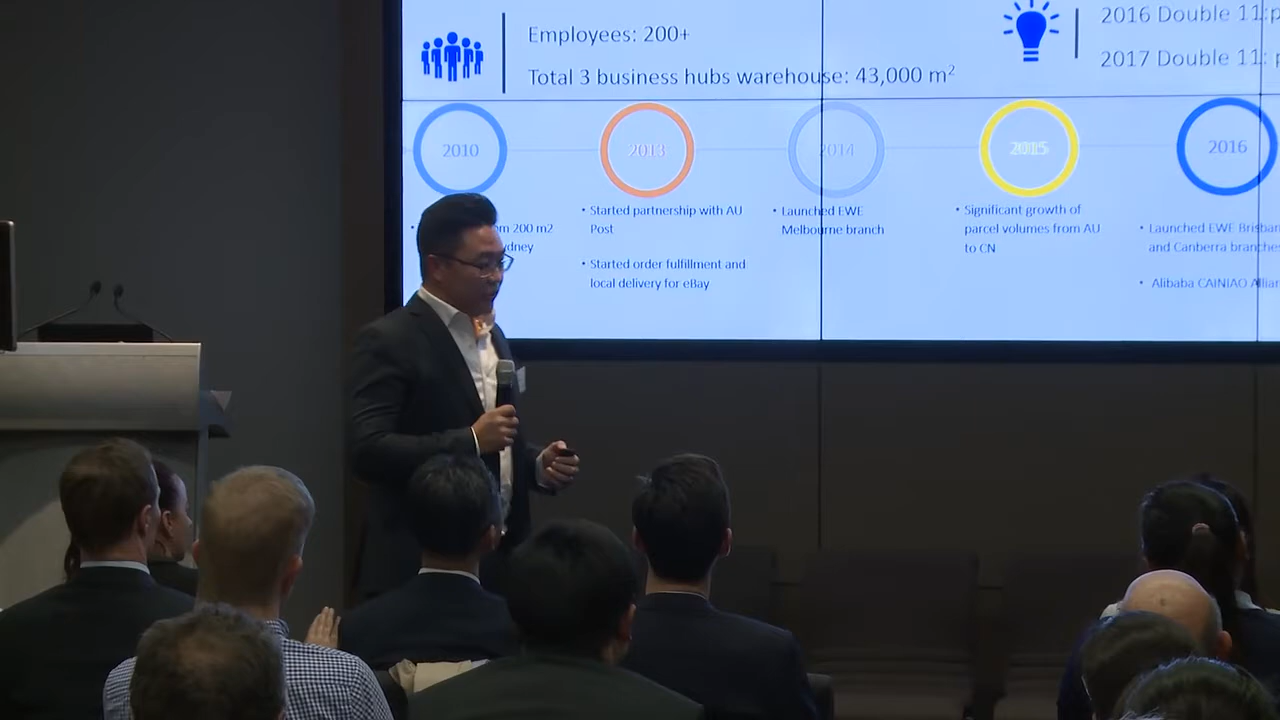 Employees: 200+
Total 3 business hubs warehouse: 43,000 m²
2016 Double 11:
2017 Double 11:
2010
2013
2014
2015
2016
200 m2
• Started partnership with AU
Post
• Started order fulfillment and
local delivery for eBay
• Launched EWE
Melbourne branch
• Significant growth of
parcel volumes from AU
to CN
• Launched EWE
and Canberra branches
• Alibaba CAINIAO